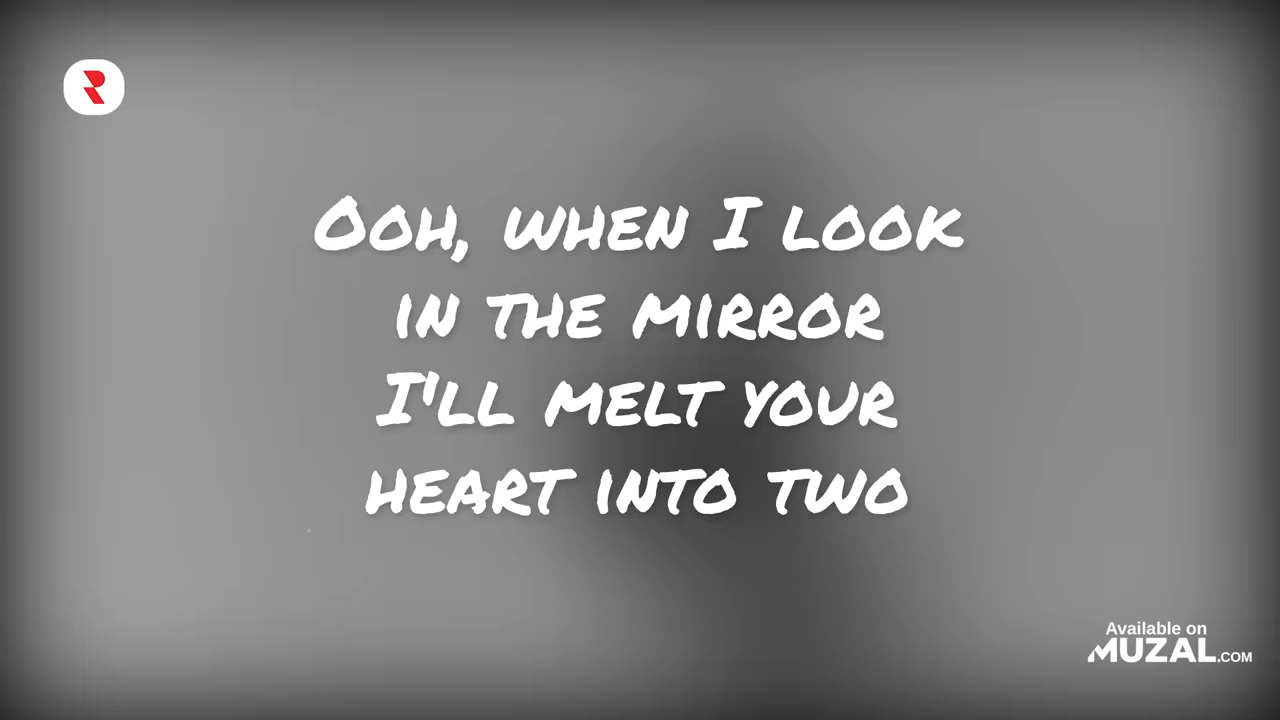 Ooh, when I look
in the mirror
I'll melt your
heart into two
Available on
MUZAL.COM